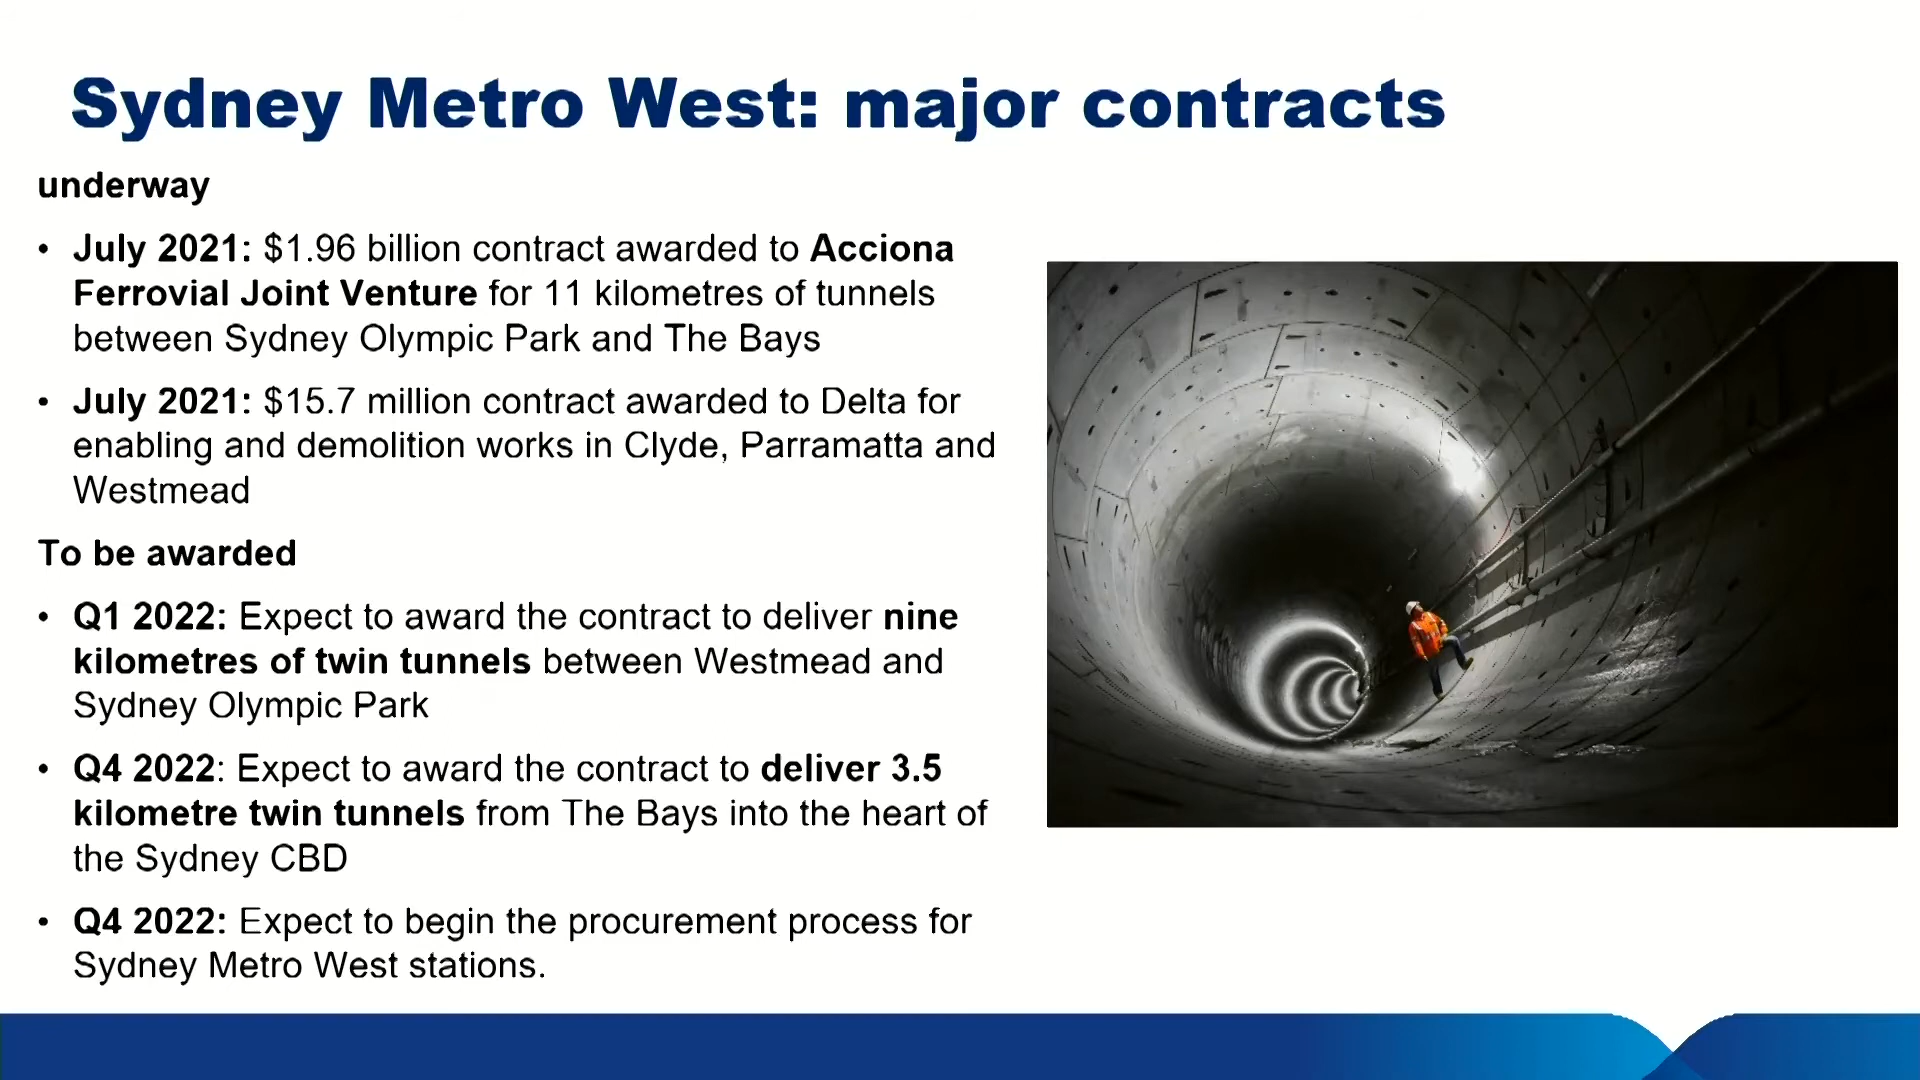 Sydney Metro West: major contracts
underway
• July 2021: $1.96 billion contract awarded to Acciona
Ferrovial Joint Venture for 11 kilometres of tunnels
between Sydney Olympic Park and The Bays
• July 2021: $15.7 million contract awarded to Delta for
enabling and demolition works in Clyde, Parramatta and
Westmead
To be awarded
• Q1 2022: Expect to award the contract to deliver nine
kilometres of twin tunnels between Westmead and
Sydney Olympic Park
• Q4 2022: Expect to award the contract to deliver 3.5
kilometre twin tunnels from The Bays into the heart of
the Sydney CBD
• Q4 2022: Expect to begin the procurement process for
Sydney Metro West stations.